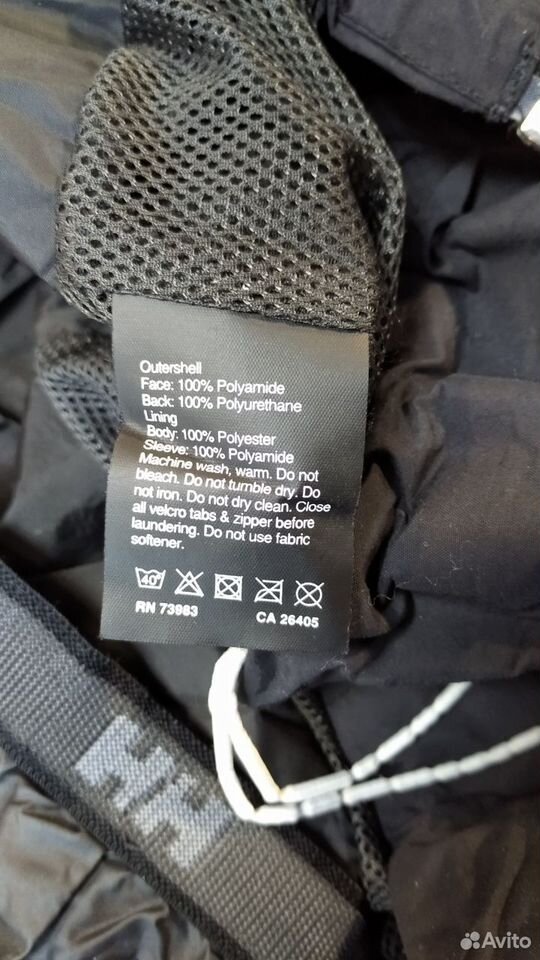 Outershell
Face: 100% Polyamide
Back: 100% Polyurethane
Lining
Body: 100% Polyester
Sleeve: 100% Polyamide
Machine wash, warm. Do not
bleach. Do not tumble dry. Do
not iron. Do not dry clean. Close
all velcro tabs & zipper before
laundering. Do not use fabric
softener.
40°
RN 73983 CA 26405
HH
Avito